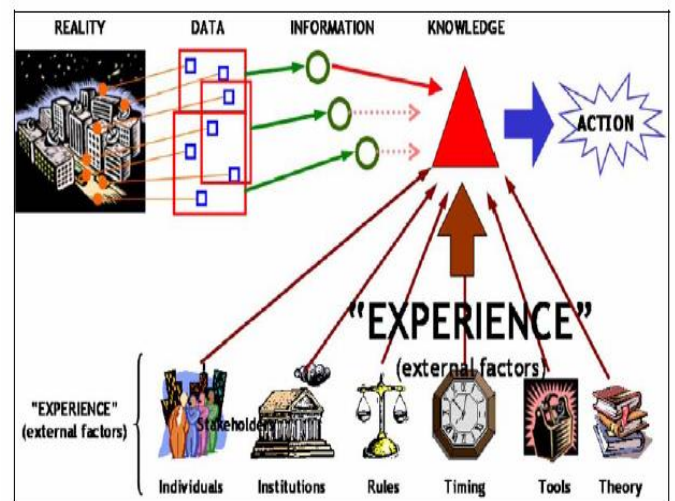 REALITY DATA INFORMATION KNOWLEDGE
ACTION
"EXPERIENCE"
(external factors)
"EXPERIENCE"
(external factors)
Stakeholders
Individuals Institutions Rules Timing Tools Theory